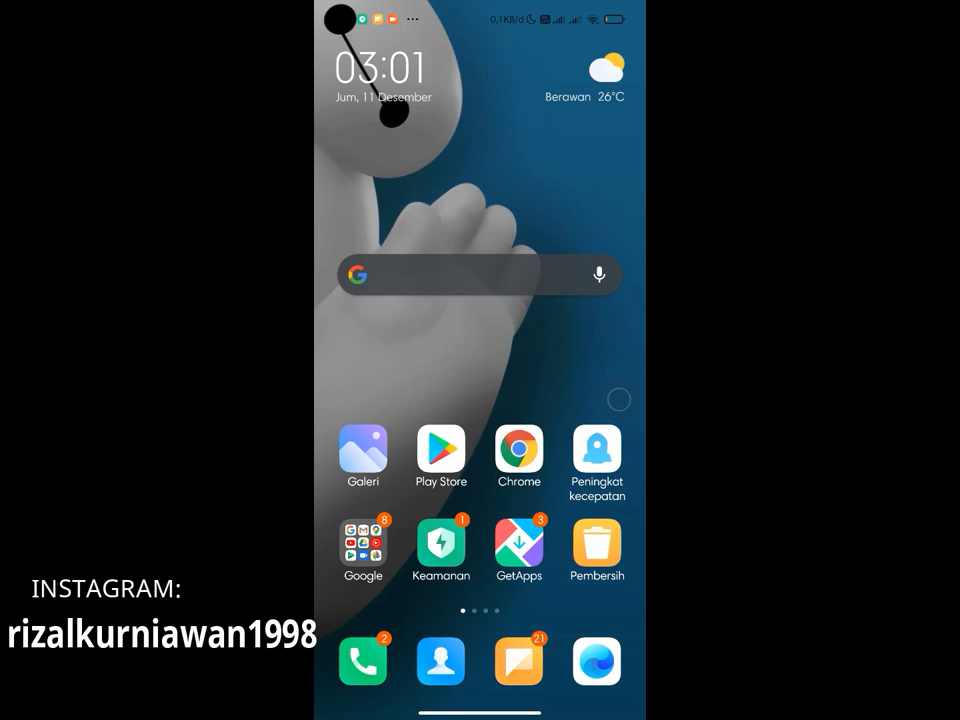 0,1KB/d
03:01
Jum, 11 Desember
Berawan 26°C
Galeri
Play Store
Chrome
Peningkat
kecepatan
8
1
3
Google
Keamanan
GetApps
Pembersih
INSTAGRAM:
rizalkurniawan1998
2
21